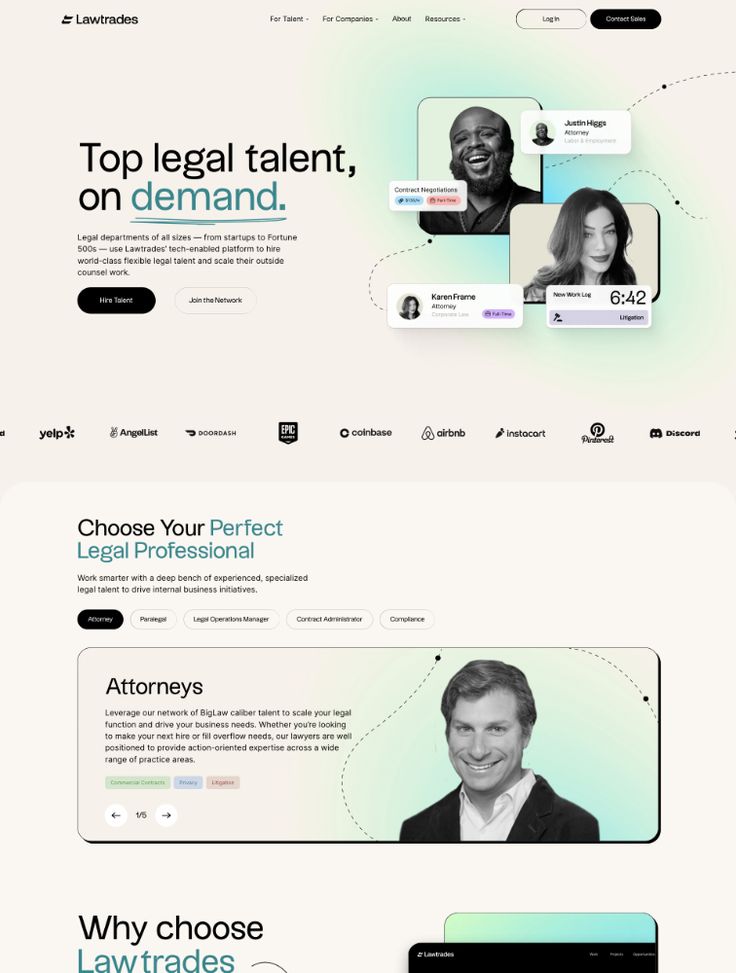 Lawtrades
For Talent
For Companies
About
Resources
Log In
Contact Sales
Justin Higgs
Attorney
Labor & Employment
Top legal talent,
on demand.
Contract Negotiations
Part-Time
Legal departments of all sizes — from startups to Fortune
500s — use Lawtrades' tech-enabled platform to hire
world-class flexible legal talent and scale their outside
counsel work.
Hire Talent
Join the Network
Karen Frame
Attorney
Corporate Law
Full-Time
New Work Log
6:42
Litigation
d
yelp
AngelList
DOORDASH
EPIC
GAMES
coinbase
airbnb
instacart
Pinterest
Discord
Choose Your Perfect
Legal Professional
Work smarter with a deep bench of experienced, specialized
legal talent to drive internal business initiatives.
Attorney
Paralegal
Legal Operations Manager
Contract Administrator
Compliance
Attorneys
Leverage our network of BigLaw caliber talent to scale your legal
function and drive your business needs. Whether you're looking
to make your next hire or fill overflow needs, our lawyers are well
positioned to provide action-oriented expertise across a wide
range of practice areas.
Commercial Contracts
Privacy
Litigation
1/5
Why choose
Lawtrades
Lawtrades
Work
Projects
Opportunities